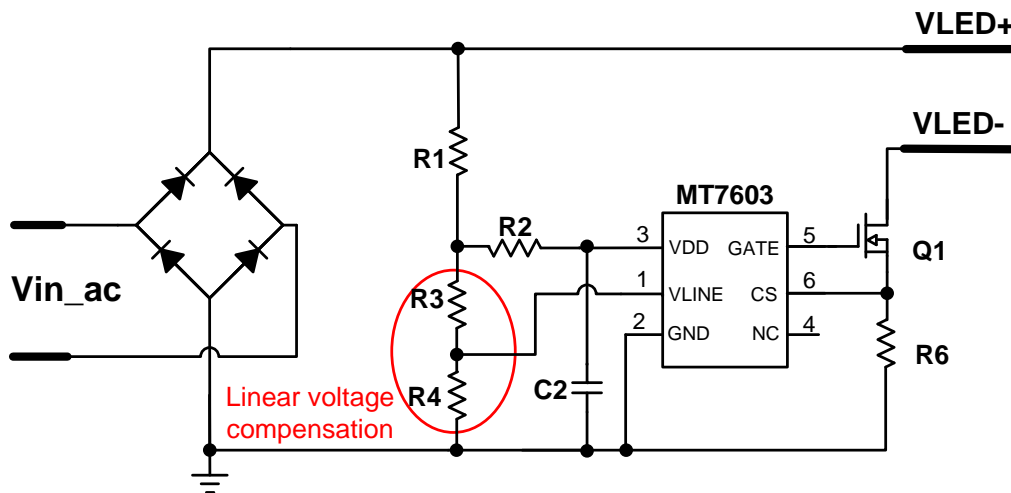 VLED+
VLED-
R1
MT7603
R2
3
VDD
GATE
5
Q1
Vin_ac
R3
1
VLINE
CS
6
2
GND
NC
4
R6
R4
C2
Linear voltage
compensation